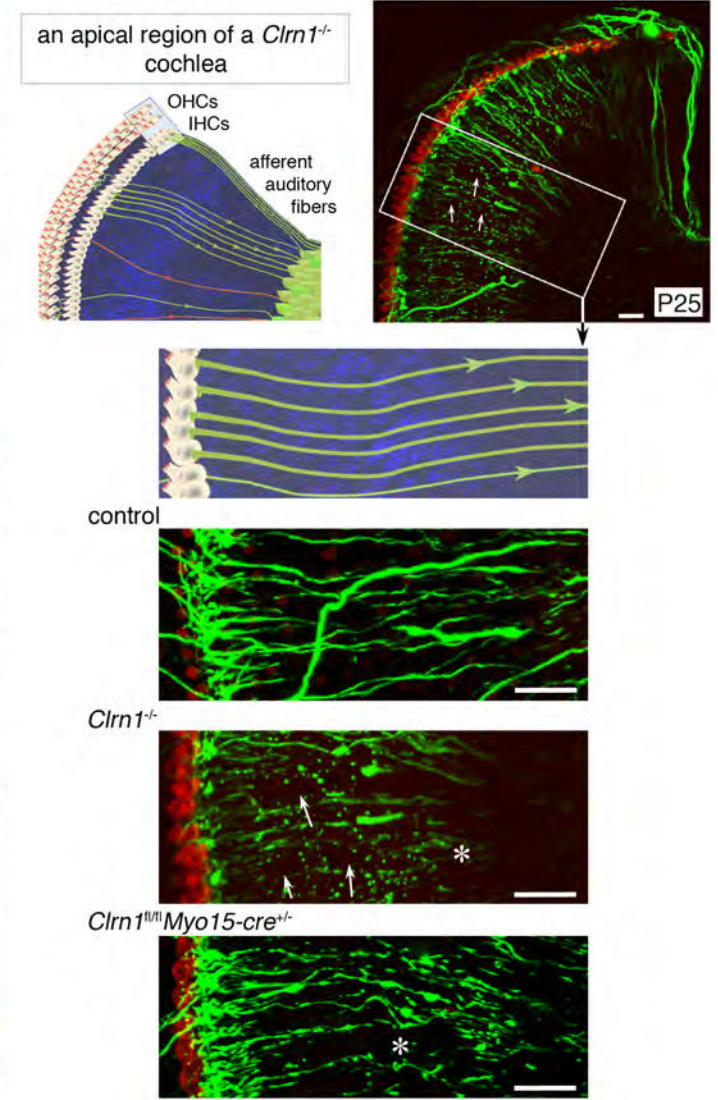 an apical region of a Clrn1-/-
cochlea
OHCs
IHCs
afferent
auditory
fibers
P25
control
Clrn1-/-
*
Clrn1fl/flMyo15-cre+/-
*